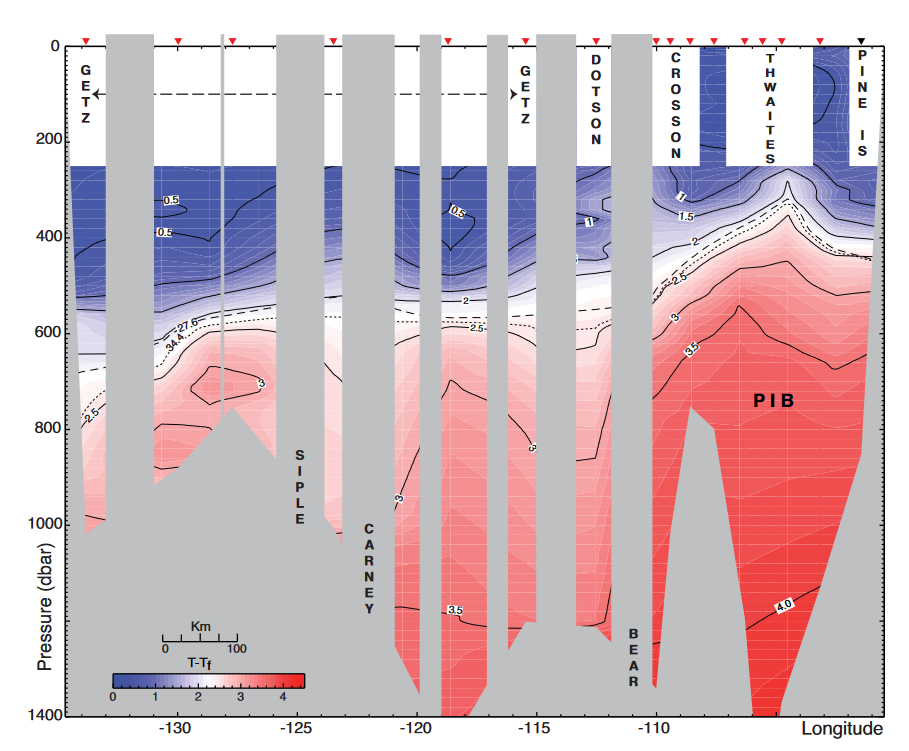 0
200
400
600
800
1000
1400
Pressure (dbar)
-130
-125
-120
-115
-110
Longitude
GETZ
GETZ
DOTSON
CROSSON
THWAITES
PINE IS
SIPLE
CARNEY
BEAR
PIB
0.5
0.5
0.5
1
1
1.5
2
2
2.5
2.5
2.5
27.6
34.4
3
3
3
3
3.5
3.5
4.0
Km
0 100
T-Tf
0 1 2 3 4